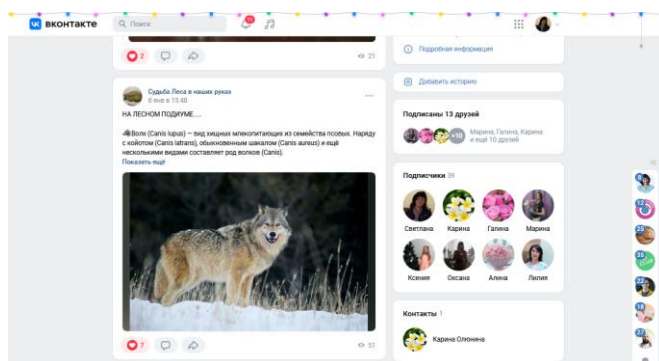 вконтакте
Поиск
2
21
Подробная информация
Добавить историю
Судьба Леса в наших руках
8 янв в 15:48
НА ЛЕСНОМ ПОДИУМЕ....
Волк (Canis lupus) — вид хищных млекопитающих из семейства псовых. Наряду
с койотом (Canis latrans), обыкновенным шакалом (Canis aureus) и ещё
несколькими видами составляет род волков (Canis).
Показать ещё
7
51
Подписаны 13 друзей
+10
Марина, Галина, Карина
и ещё 10 друзей
Подписчики 39
Светлана Карина Галина Марина
Ксения Оксана Алина Лилия
Контакты 1
Карина Олюнина